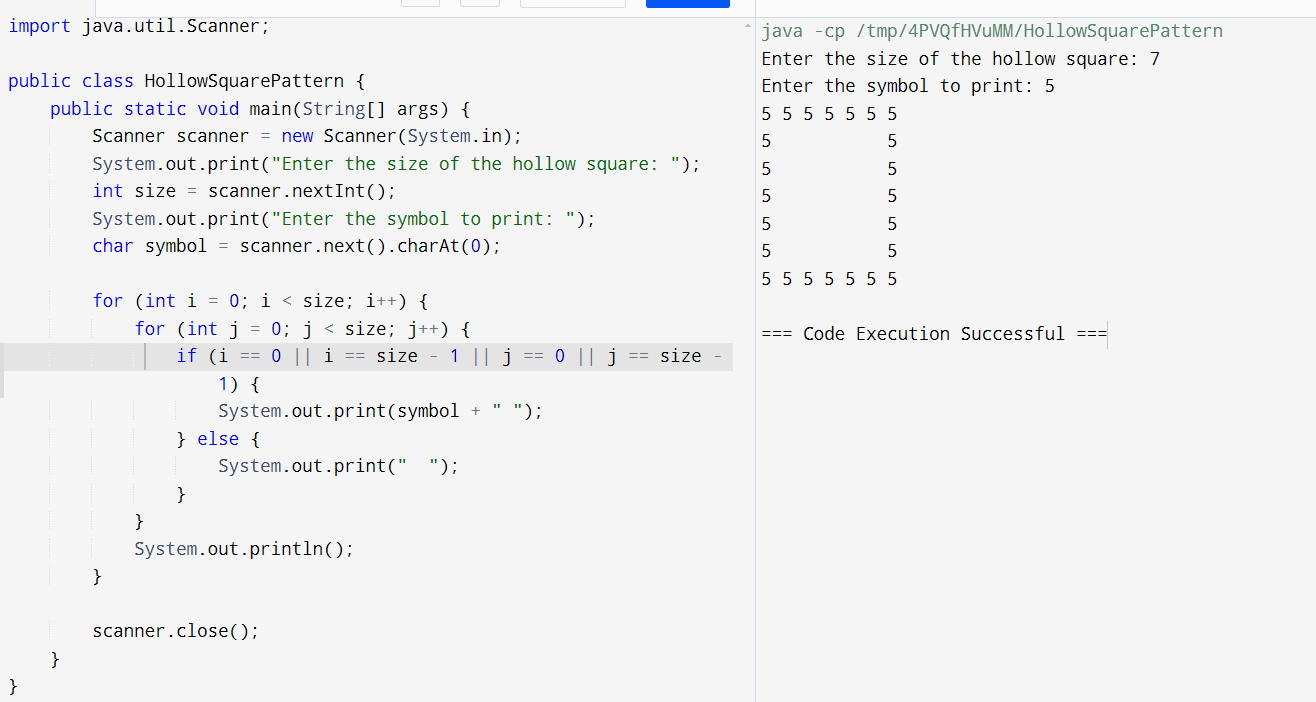 import java.util.Scanner;
public class HollowSquarePattern {
    public static void main(String[] args) {
        Scanner scanner = new Scanner(System.in);
        System.out.print("Enter the size of the hollow square: ");
        int size = scanner.nextInt();
        System.out.print("Enter the symbol to print: ");
        char symbol = scanner.next().charAt(0);
        for (int i = 0; i < size; i++) {
            for (int j = 0; j < size; j++) {
                if (i == 0 || i == size - 1 || j == 0 || j == size -
                    1) {
                    System.out.print(symbol + " ");
                } else {
                    System.out.print("  ");
                }
            }
            System.out.println();
        }
        scanner.close();
    }
}
java -cp /tmp/4PVQfHVuMM/HollowSquarePattern
Enter the size of the hollow square: 7
Enter the symbol to print: 5
5 5 5 5 5 5 5
5           5
5           5
5           5
5           5
5           5
5 5 5 5 5 5 5
=== Code Execution Successful ===